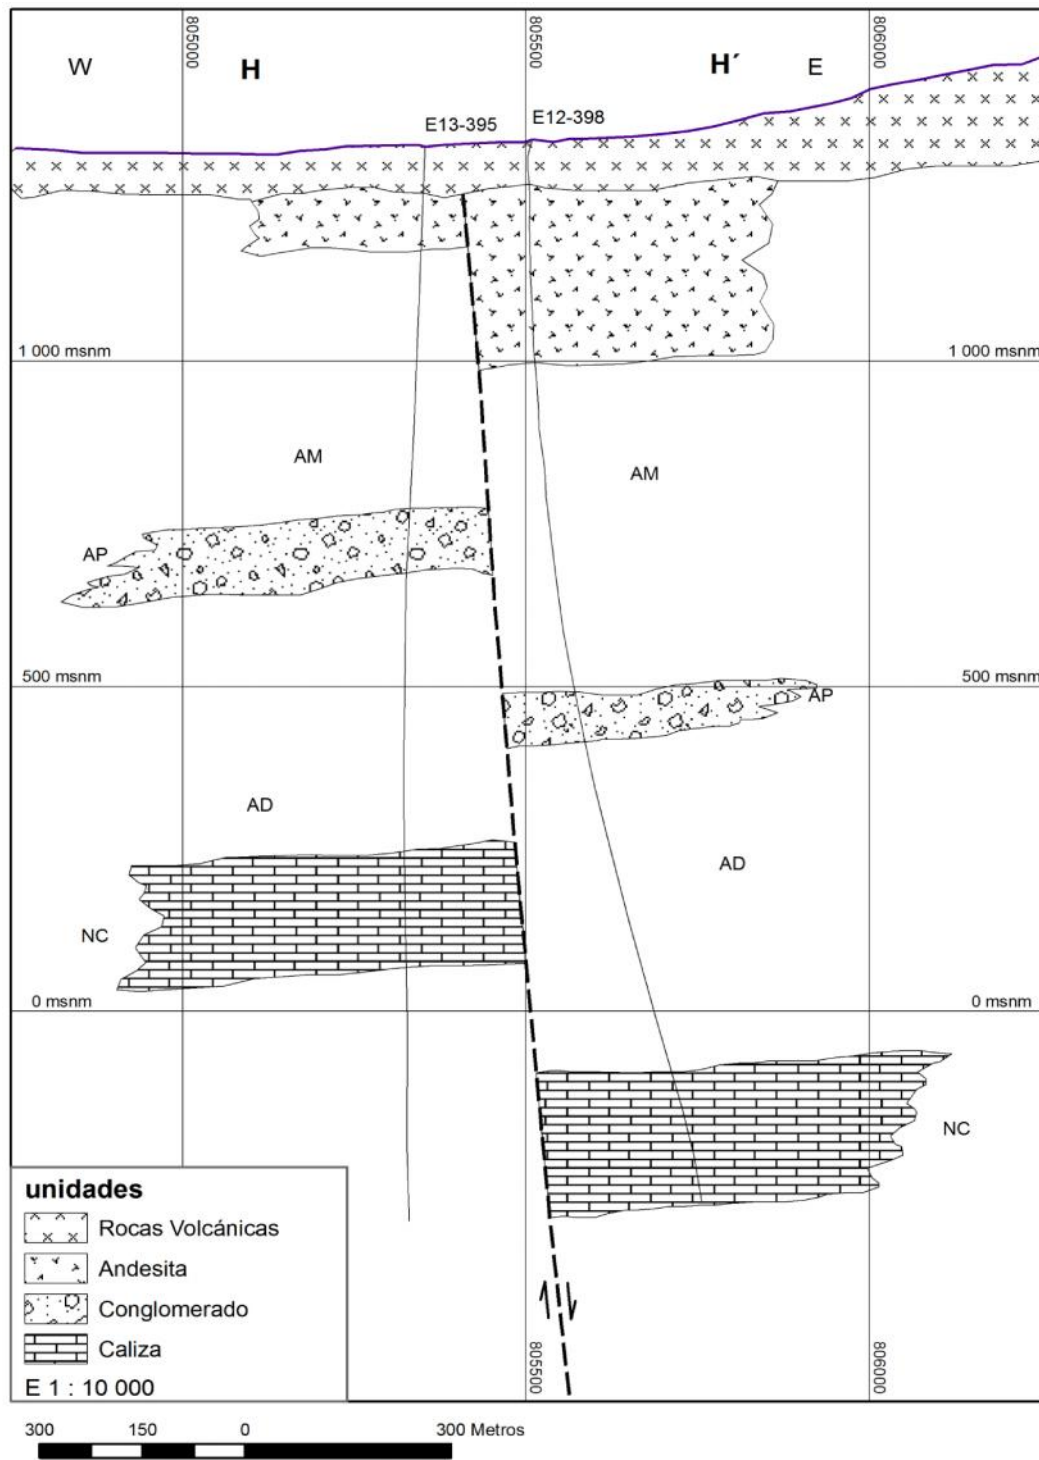 805000
805500
806000
W
H
H´
E
E13-395
E12-398
1 000 msnm
1 000 msnm
AM
AM
AP
500 msnm
500 msnm
AP
AD
AD
NC
0 msnm
0 msnm
NC
unidades
Rocas Volcánicas
Andesita
Conglomerado
Caliza
E 1 : 10 000
805500
806000
300 150 0 300 Metros